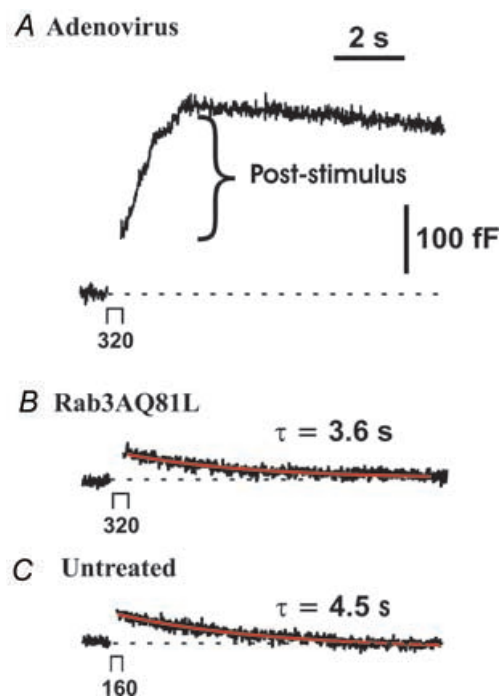 A Adenovirus
2 s
Post-stimulus
100 fF
320
B Rab3AQ81L
τ = 3.6 s
320
C Untreated
τ = 4.5 s
160